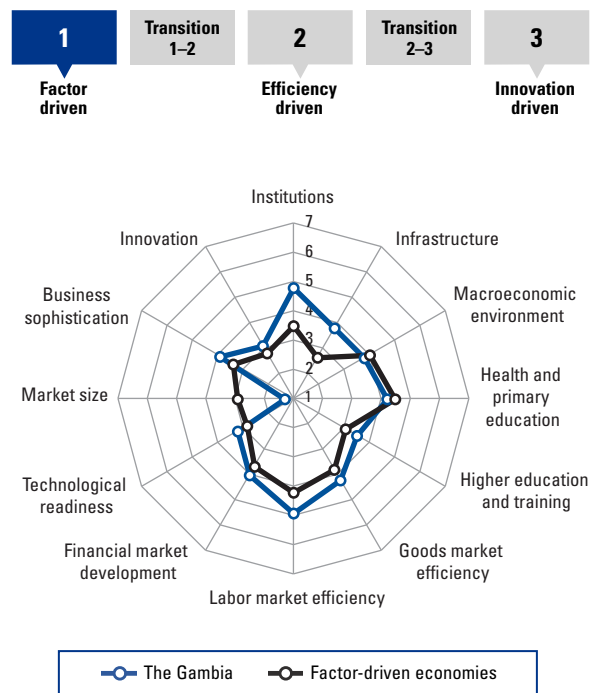 1
Transition
1–2
2
Transition
2–3
3
Factor
driven
Efficiency
driven
Innovation
driven
Institutions
7
Innovation
Infrastructure
6
Business
sophistication
5
Macroeconomic
environment
4
3
2
Market size
1
Health and
primary
education
Technological
readiness
Higher education
and training
Financial market
development
Goods market
efficiency
Labor market efficiency
The Gambia
Factor-driven economies